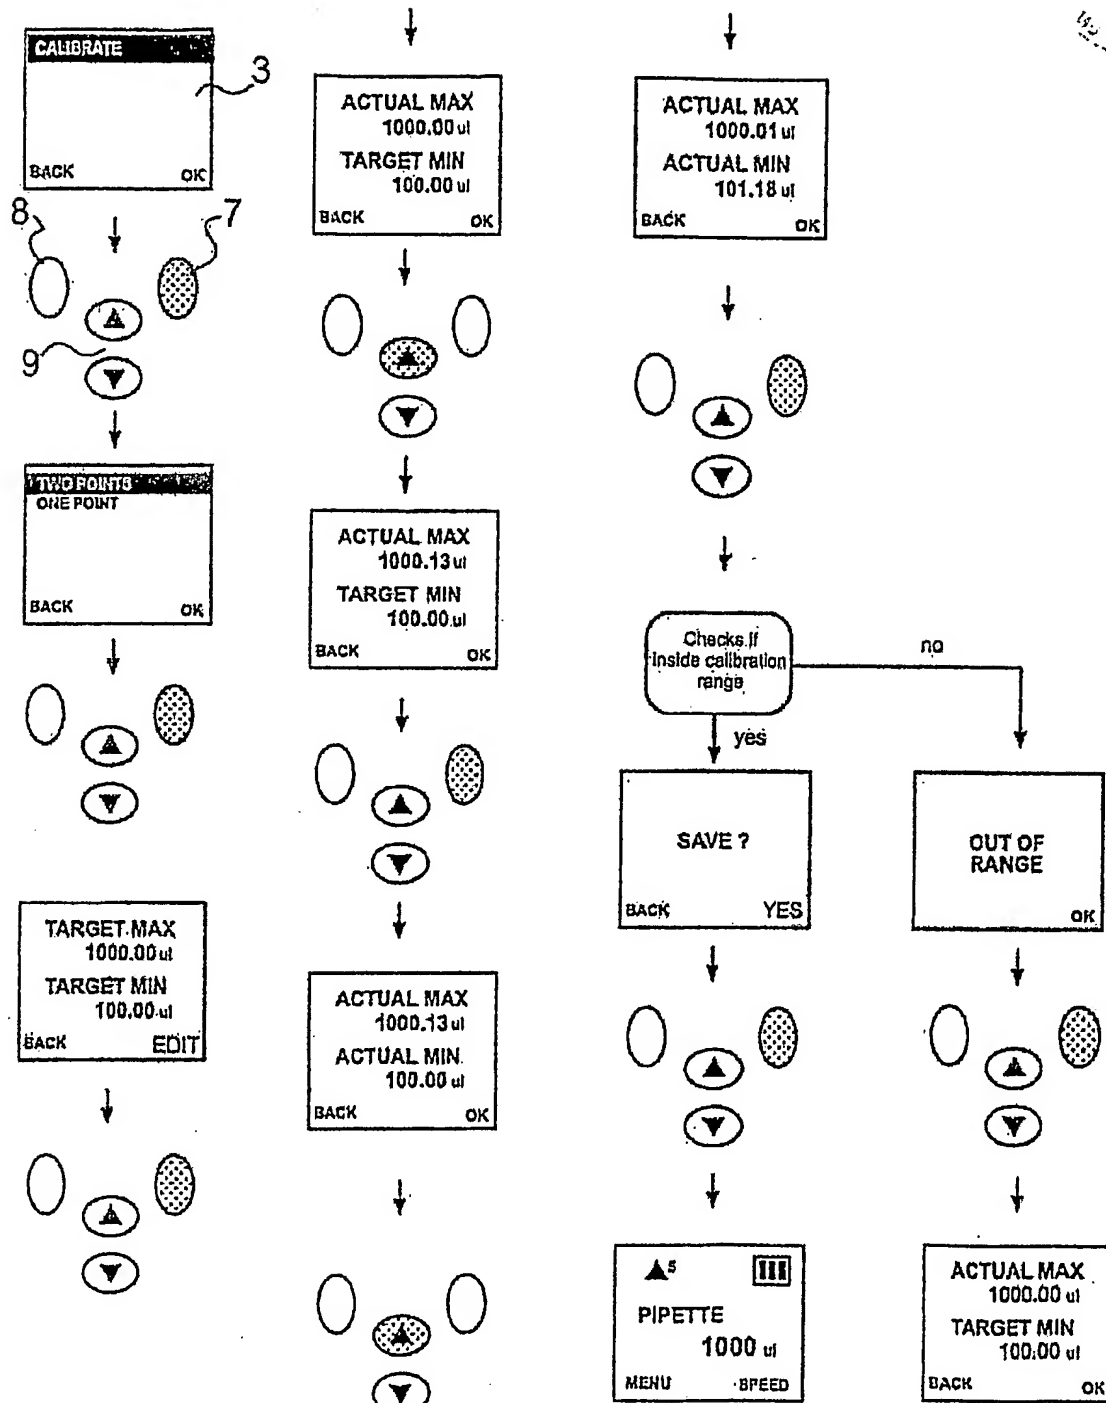 CALIBRATE
3
BACK OK
8 7
9
TWO POINTS
ONE POINT
BACK OK
TARGET MAX
1000.00 ul
TARGET MIN
100.00 ul
BACK EDIT
ACTUAL MAX
1000.00 ul
TARGET MIN
100.00 ul
BACK OK
ACTUAL MAX
1000.13 ul
TARGET MIN
100.00 ul
BACK OK
ACTUAL MAX
1000.13 ul
ACTUAL MIN
100.00 ul
BACK OK
ACTUAL MAX
1000.01 ul
ACTUAL MIN
101.18 ul
BACK OK
Checks if
inside calibration
range
no
yes
SAVE ?
BACK YES
OUT OF
RANGE
OK
5
PIPETTE
1000 ul
MENU SPEED
ACTUAL MAX
1000.00 ul
TARGET MIN
100.00 ul
BACK OK